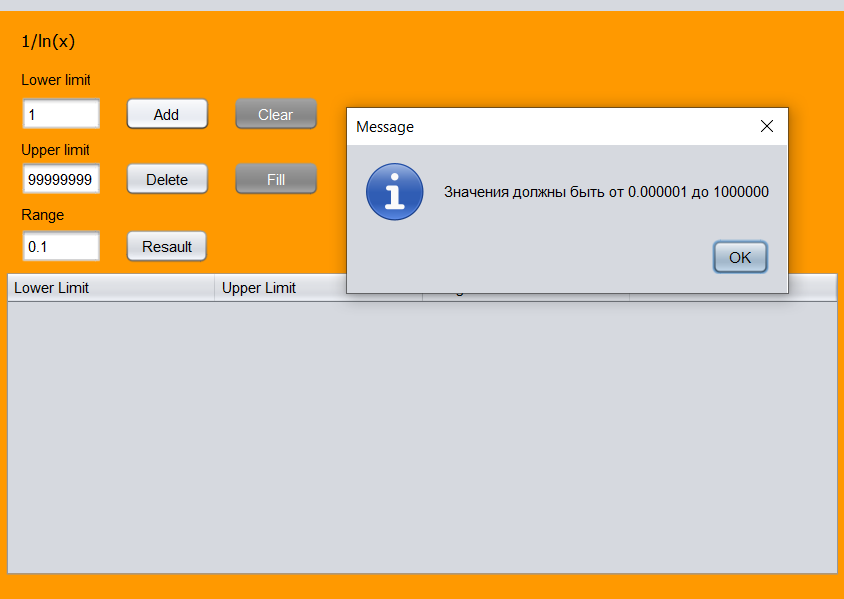 1/ln(x)
Lower limit
1
Add
Clear
Upper limit
99999999
Delete
Fill
Range
0.1
Resault
Message
Значения должны быть от 0.000001 до 1000000
OK
Lower Limit
Upper Limit